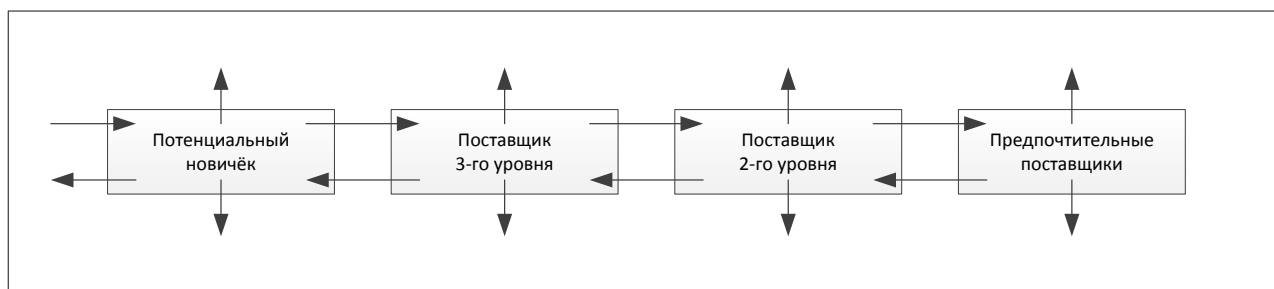 Потенциальный
новичёк
Поставщик
3-го уровня
Поставщик
2-го уровня
Предпочтительные
поставщики